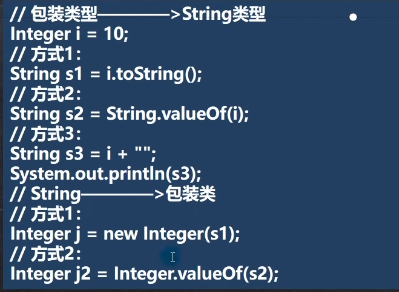 // 包装类型————>String类型
Integer i = 10;
// 方式1：
String s1 = i.toString();
// 方式2：
String s2 = String.valueOf(i);
// 方式3：
String s3 = i + "";
System.out.println(s3);
// String————>包装类
// 方式1：
Integer j = new Integer(s1);
// 方式2：
Integer j2 = Integer.valueOf(s2);